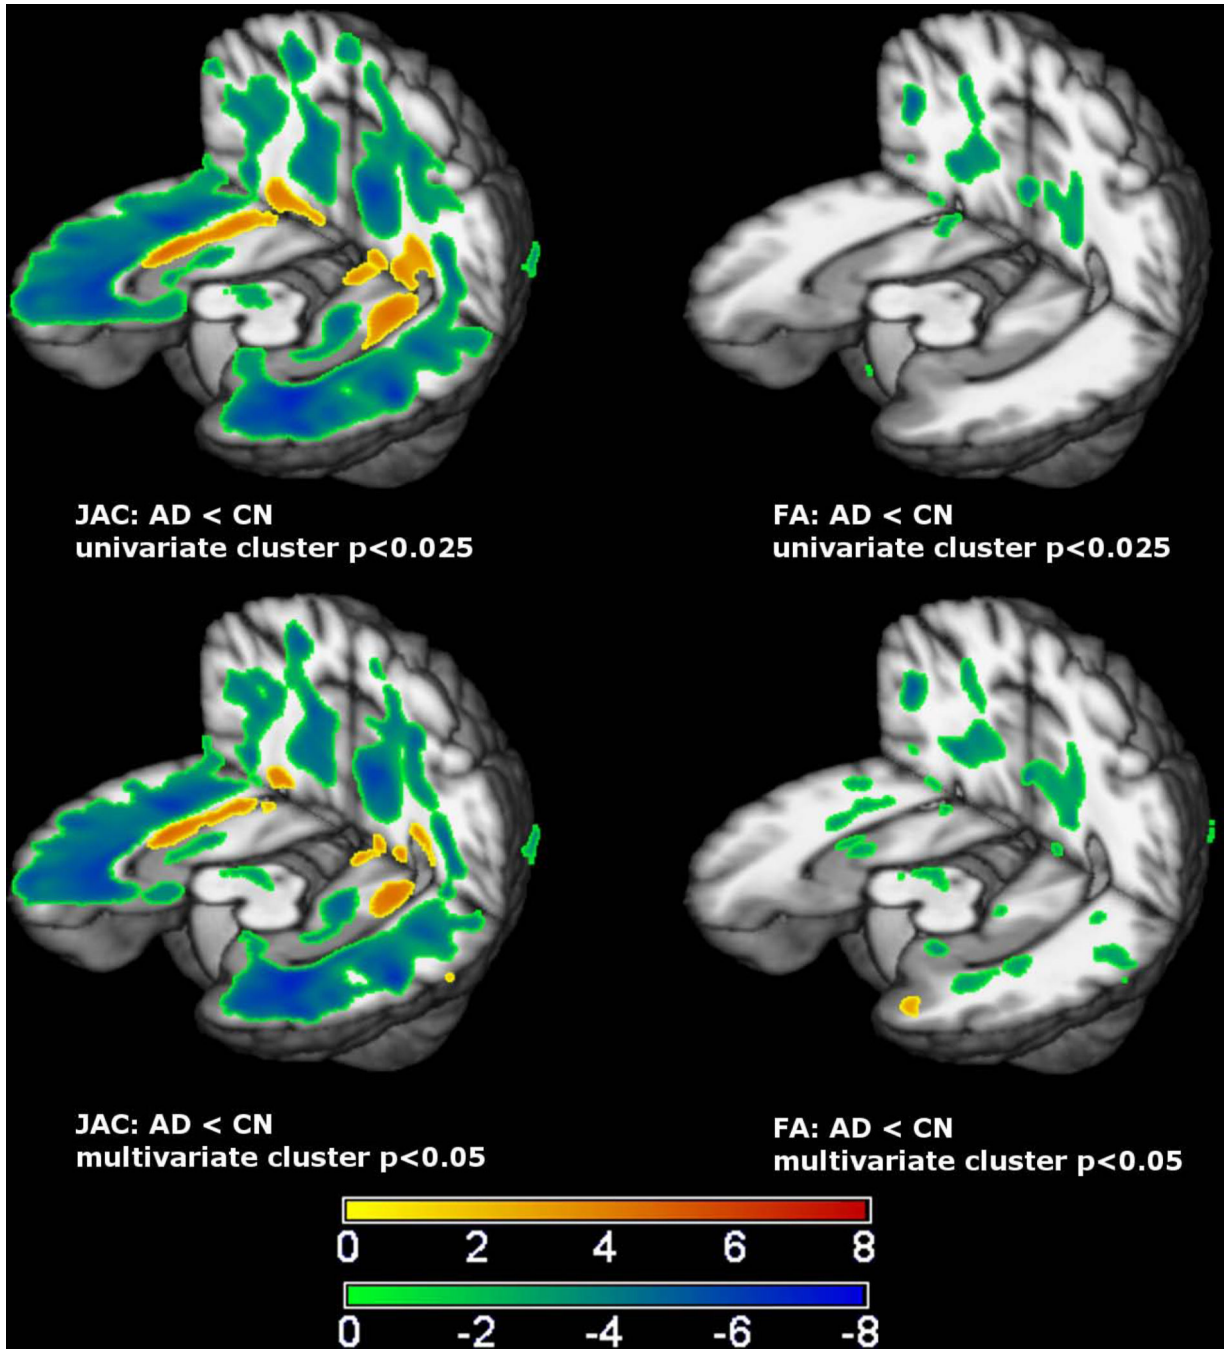 JAC: AD < CN
univariate cluster p<0.025
FA: AD < CN
univariate cluster p<0.025
JAC: AD < CN
multivariate cluster p<0.05
FA: AD < CN
multivariate cluster p<0.05
0 2 4 6 8
0 -2 -4 -6 -8